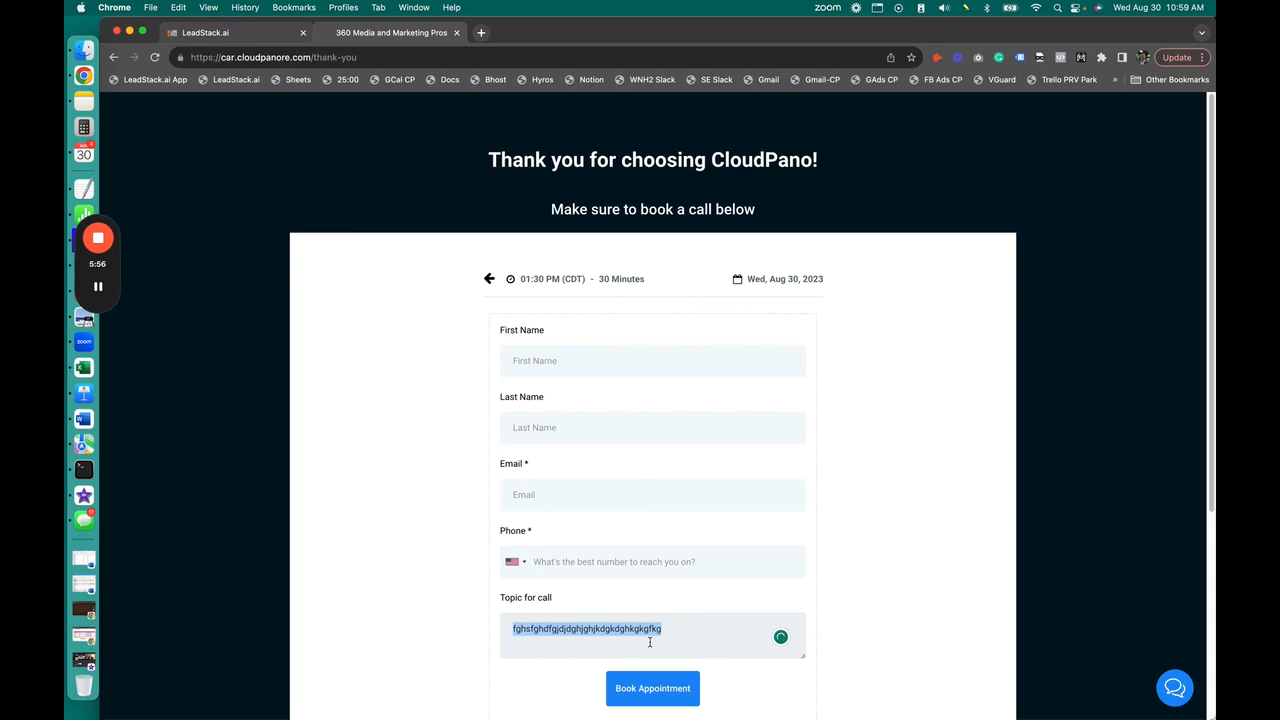 Chrome File Edit View History Bookmarks Profiles Tab Window Help zoom Wed Aug 30 10:59 AM
LeadStack.ai 360 Media and Marketing Pros
https://car.cloudpanore.com/thank-you Update
LeadStack.ai App LeadStack.ai Sheets 25:00 GCal CP Docs Bhost Hyros Notion WNH2 Slack SE Slack Gmail Gmail-CP GAds CP FB Ads CP VGuard Trello PRV Park » Other Bookmarks
Thank you for choosing CloudPano!
Make sure to book a call below
5:56
01:30 PM (CDT) - 30 Minutes Wed, Aug 30, 2023
First Name
First Name
Last Name
Last Name
Email *
Email
Phone *
What's the best number to reach you on?
Topic for call
fghsfghdfgjdjdghjghjkdgkdghkgkgfkg
Book Appointment
30
zoom